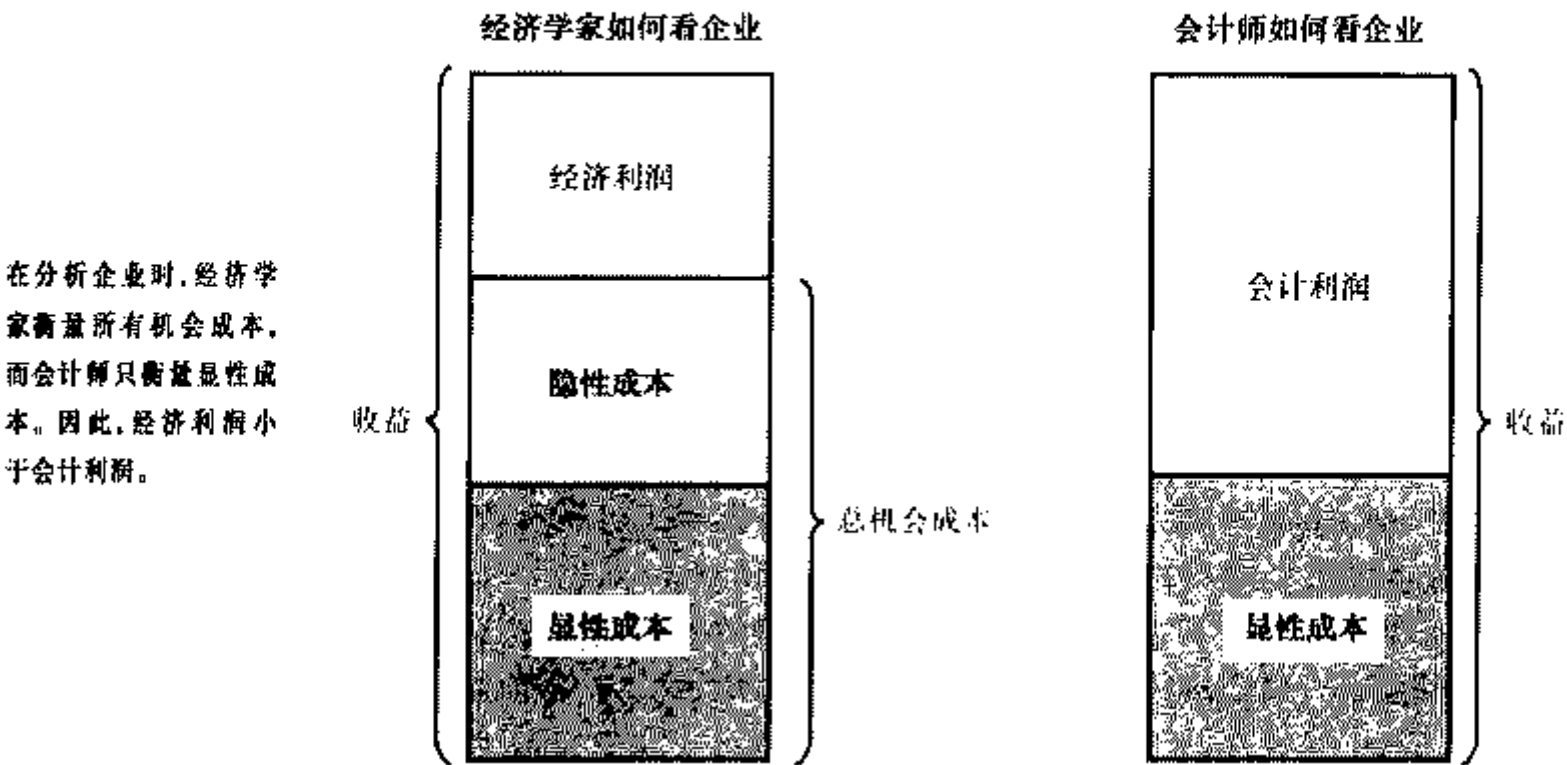 经济学家如何看企业
会计师如何看企业
经济利润
会计利润
在分析企业时,经济学
家衡量所有机会成本,
而会计师只衡量显性成
本。因此,经济利润小
于会计利润。
隐性成本
收益
收益
总机会成本
显性成本
显性成本